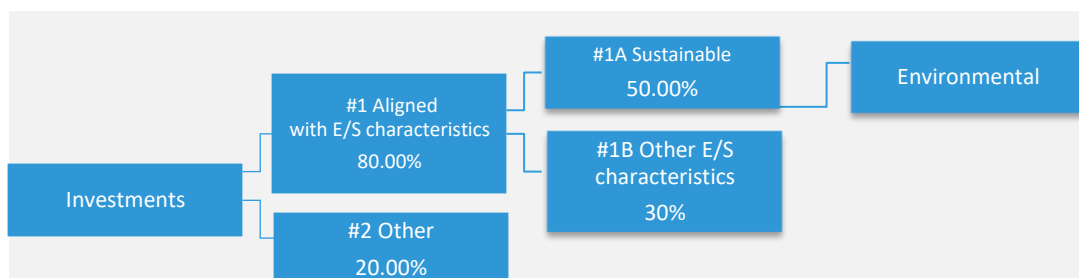 Investments
#1 Aligned
with E/S characteristics
80.00%
#2 Other
20.00%
#1A Sustainable
50.00%
#1B Other E/S
characteristics
30%
Environmental